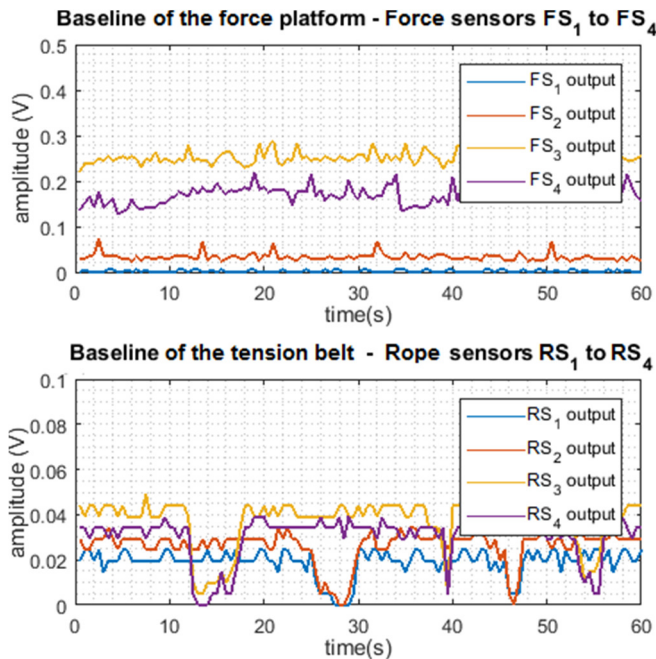 Baseline of the force platform - Force sensors FS1 to FS4
0.5
0.4
0.3
0.2
0.1
0
amplitude (V)
FS1 output
FS2 output
FS3 output
FS4 output
0 10 20 30 40 50 60
time(s)
Baseline of the tension belt - Rope sensors RS1 to RS4
0.1
0.08
0.06
0.04
0.02
0
amplitude (V)
RS1 output
RS2 output
RS3 output
RS4 output
0 10 20 30 40 50 60
time(s)